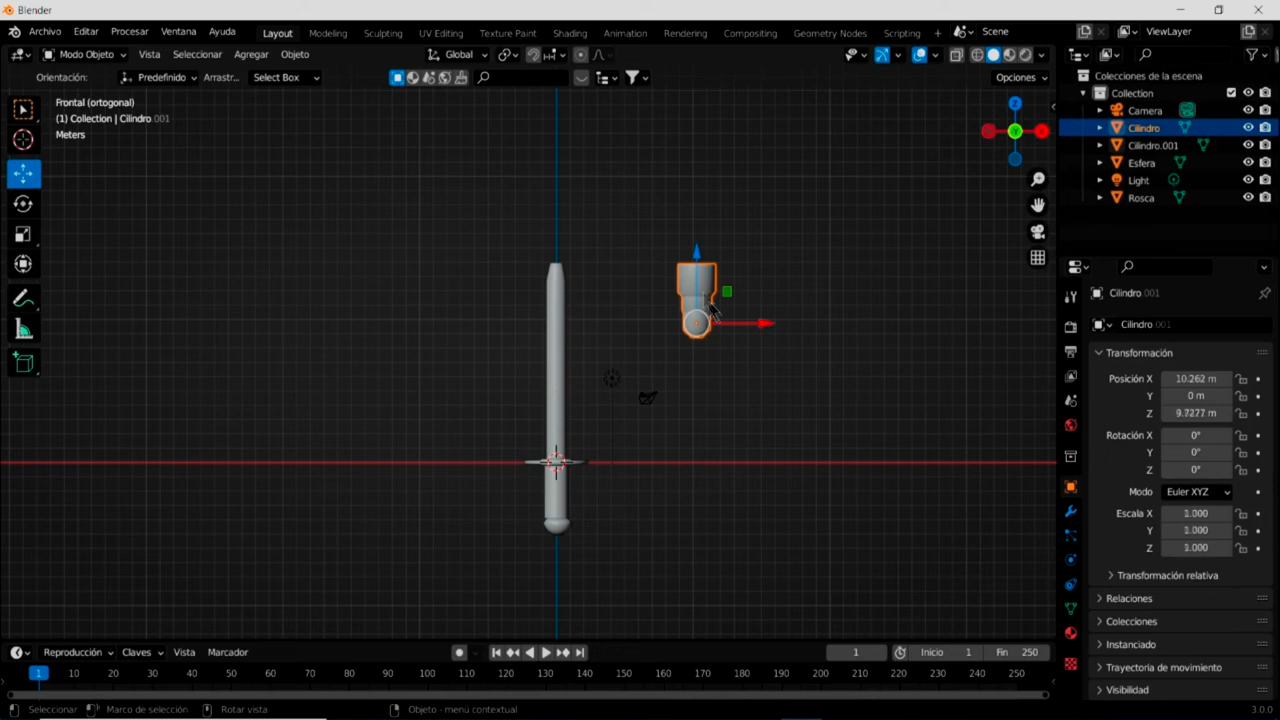 Blender
Archivo Editar Procesar Ventana Ayuda Layout Modeling Sculpting UV Editing Texture Paint Shading Animation Rendering Compositing Geometry Nodes Scripting + Scene ViewLayer
Modo Objeto Vista Seleccionar Agregar Objeto Global
Orientación: Predefinido Arrastr... Select Box Opciones
Frontal (ortogonal)
(1) Collection | Cilindro 001
Meters
Z
Y
X
Colecciones de la escena
Collection
Camera
Cilindro
Cilindro.001
Esfera
Light
Rosca
Cilindro 001
Cilindro 001
Transformación
Posición X 10.262 m
Y 0 m
Z 9.7277 m
Rotación X 0°
Y 0°
Z 0°
Modo Euler XYZ
Escala X 1.000
Y 1.000
Z 1.000
Transformación relativa
Relaciones
Colecciones
Instanciado
Trayectoria de movimiento
Visibilidad
Reproducción Claves Vista Marcador 1 Inicio 1 Fin 250
1 10 20 30 40 50 60 70 80 90 100 110 120 130 140 150 160 170 180 190 200 210 220 230 240 250
Seleccionar Marco de selección Rotar vista Objeto - menú contextual 3.0.0